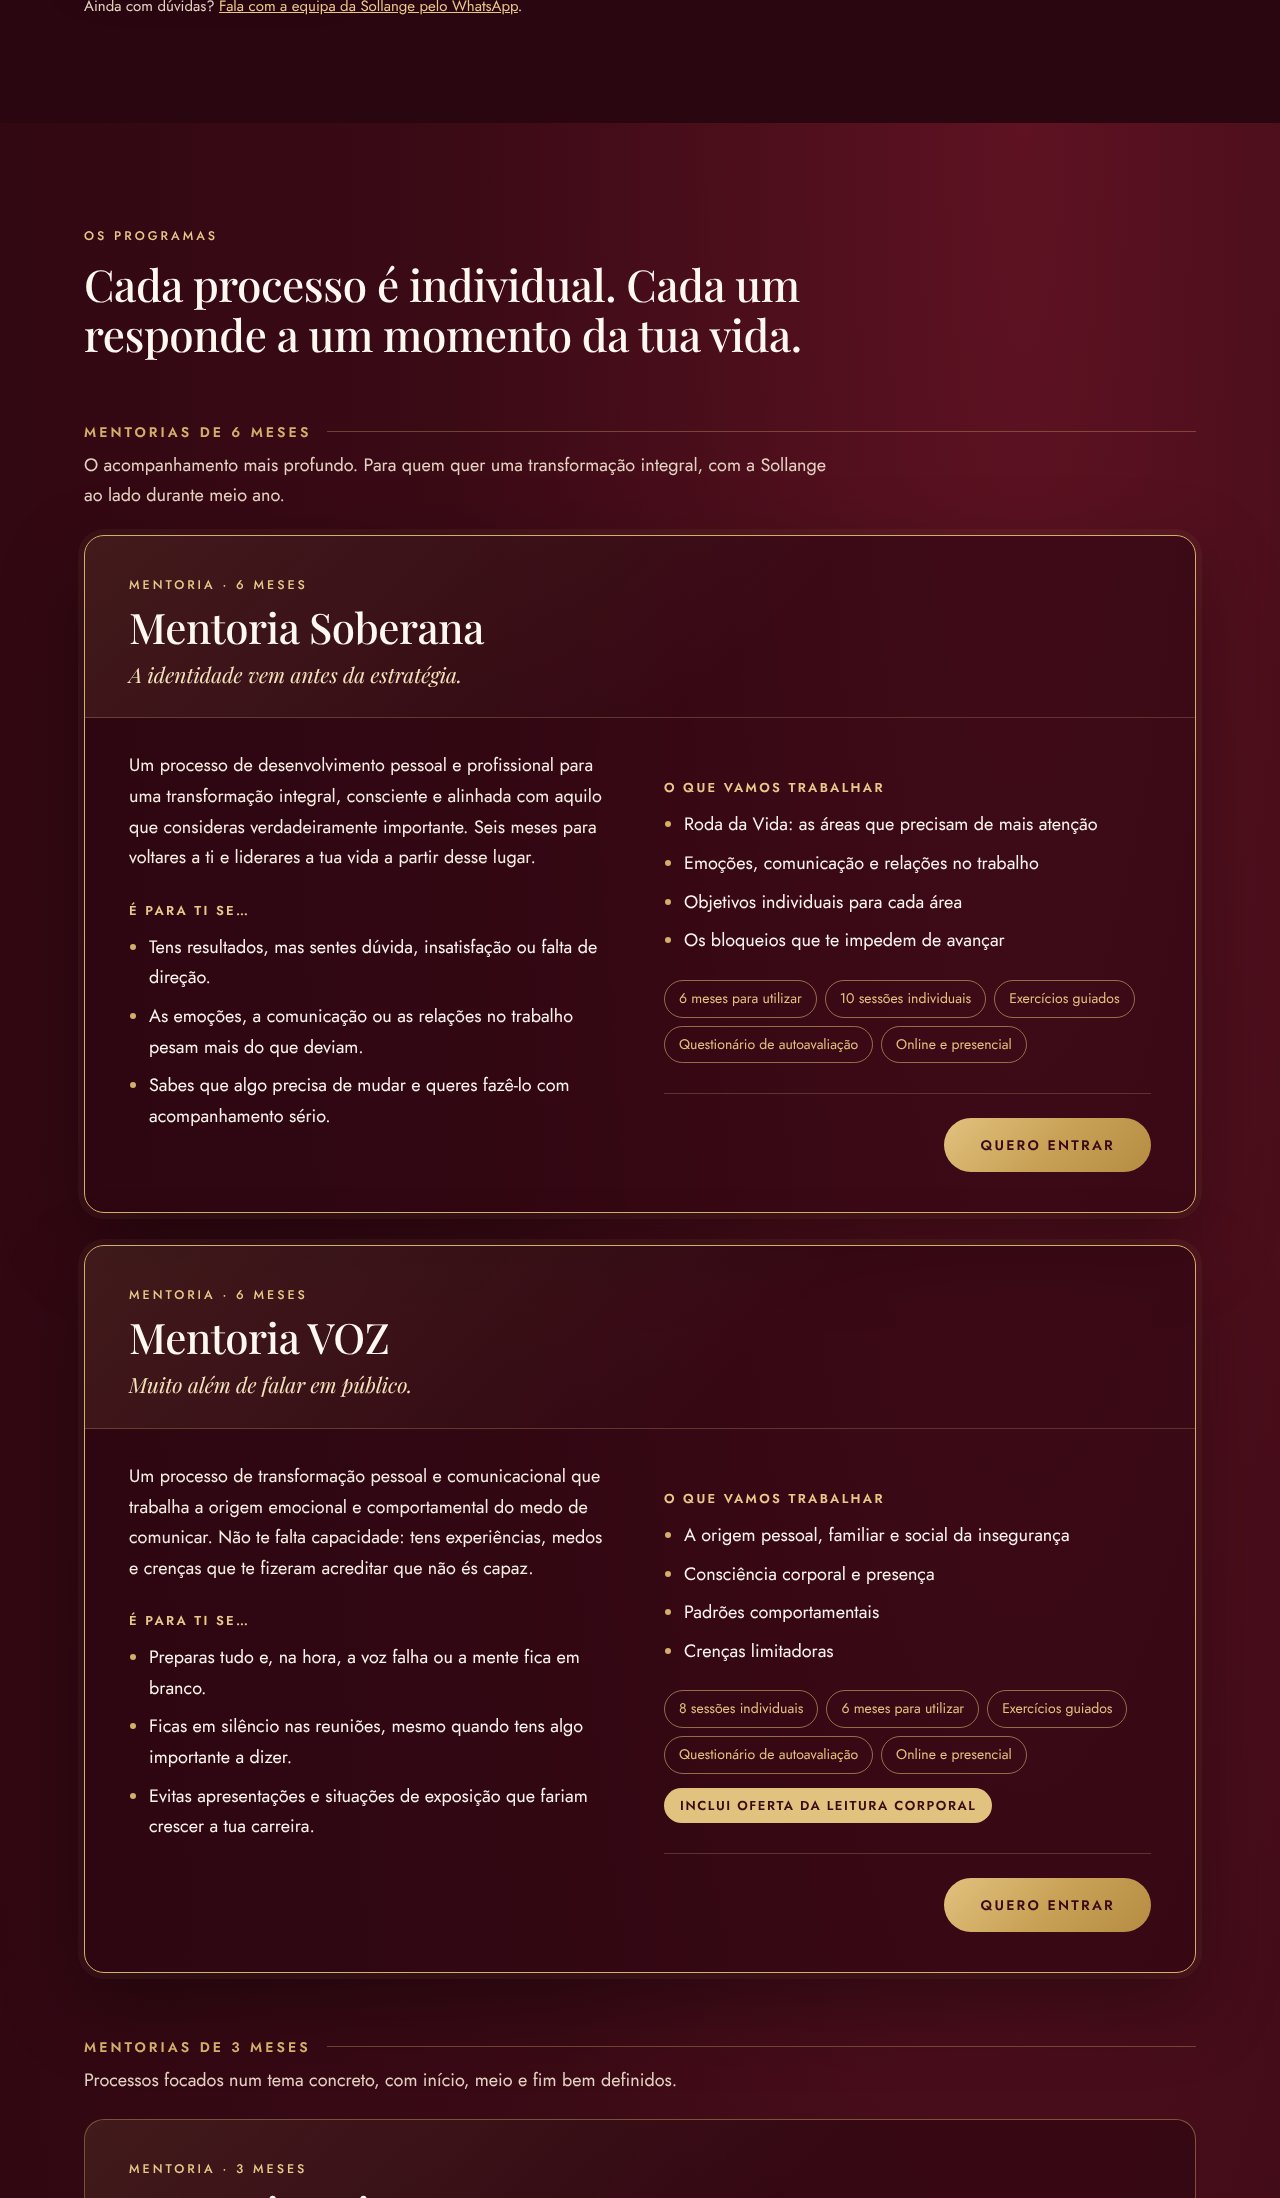 Ainda com dúvidas? Fala com a equipa da Sollange pelo WhatsApp.
OS PROGRAMAS
Cada processo é individual. Cada um
responde a um momento da tua vida.
MENTORIAS DE 6 MESES
O acompanhamento mais profundo. Para quem quer uma transformação integral, com a Sollange
ao lado durante meio ano.
MENTORIA · 6 MESES
Mentoria Soberana
A identidade vem antes da estratégia.
Um processo de desenvolvimento pessoal e profissional para
uma transformação integral, consciente e alinhada com aquilo
que consideras verdadeiramente importante. Seis meses para
voltares a ti e liderares a tua vida a partir desse lugar.
É PARA TI SE…
Tens resultados, mas sentes dúvida, insatisfação ou falta de
direção.
As emoções, a comunicação ou as relações no trabalho
pesam mais do que deviam.
Sabes que algo precisa de mudar e queres fazê-lo com
acompanhamento sério.
O QUE VAMOS TRABALHAR
Roda da Vida: as áreas que precisam de mais atenção
Emoções, comunicação e relações no trabalho
Objetivos individuais para cada área
Os bloqueios que te impedem de avançar
6 meses para utilizar
10 sessões individuais
Exercícios guiados
Questionário de autoavaliação
Online e presencial
QUERO ENTRAR
MENTORIA · 6 MESES
Mentoria VOZ
Muito além de falar em público.
Um processo de transformação pessoal e comunicacional que
trabalha a origem emocional e comportamental do medo de
comunicar. Não te falta capacidade: tens experiências, medos
e crenças que te fizeram acreditar que não és capaz.
É PARA TI SE…
Preparas tudo e, na hora, a voz falha ou a mente fica em
branco.
Ficas em silêncio nas reuniões, mesmo quando tens algo
importante a dizer.
Evitas apresentações e situações de exposição que fariam
crescer a tua carreira.
O QUE VAMOS TRABALHAR
A origem pessoal, familiar e social da insegurança
Consciência corporal e presença
Padrões comportamentais
Crenças limitadoras
8 sessões individuais
6 meses para utilizar
Exercícios guiados
Questionário de autoavaliação
Online e presencial
INCLUI OFERTA DA LEITURA CORPORAL
QUERO ENTRAR
MENTORIAS DE 3 MESES
Processos focados num tema concreto, com início, meio e fim bem definidos.
MENTORIA · 3 MESES